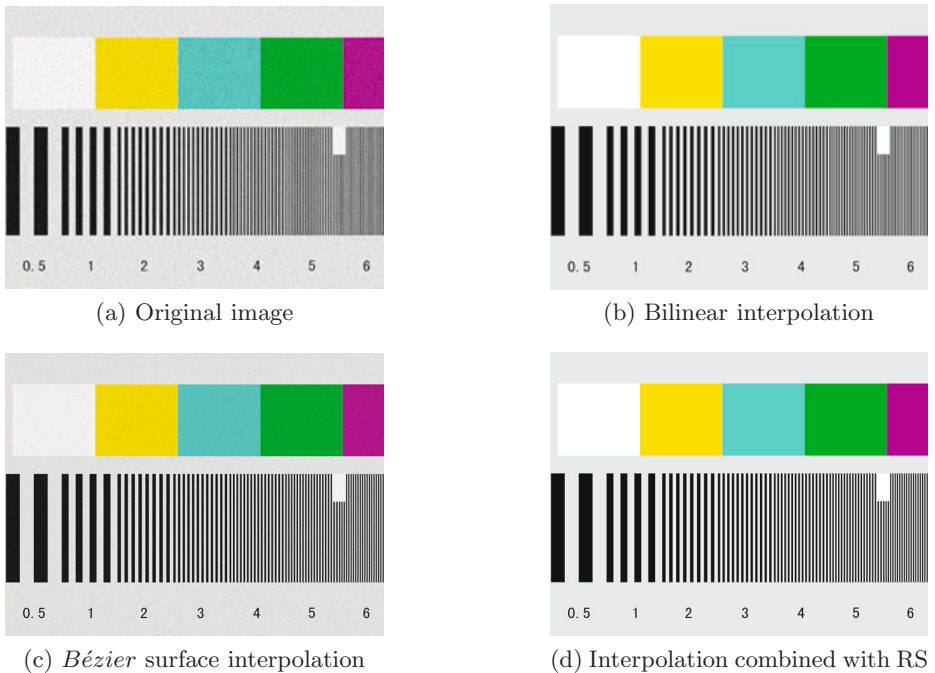 0.5 1 2 3 4 5 6
0.5 1 2 3 4 5 6
(a) Original image
(b) Bilinear interpolation
0.5 1 2 3 4 5 6
0.5 1 2 3 4 5 6
(c) Bézier surface interpolation
(d) Interpolation combined with RS